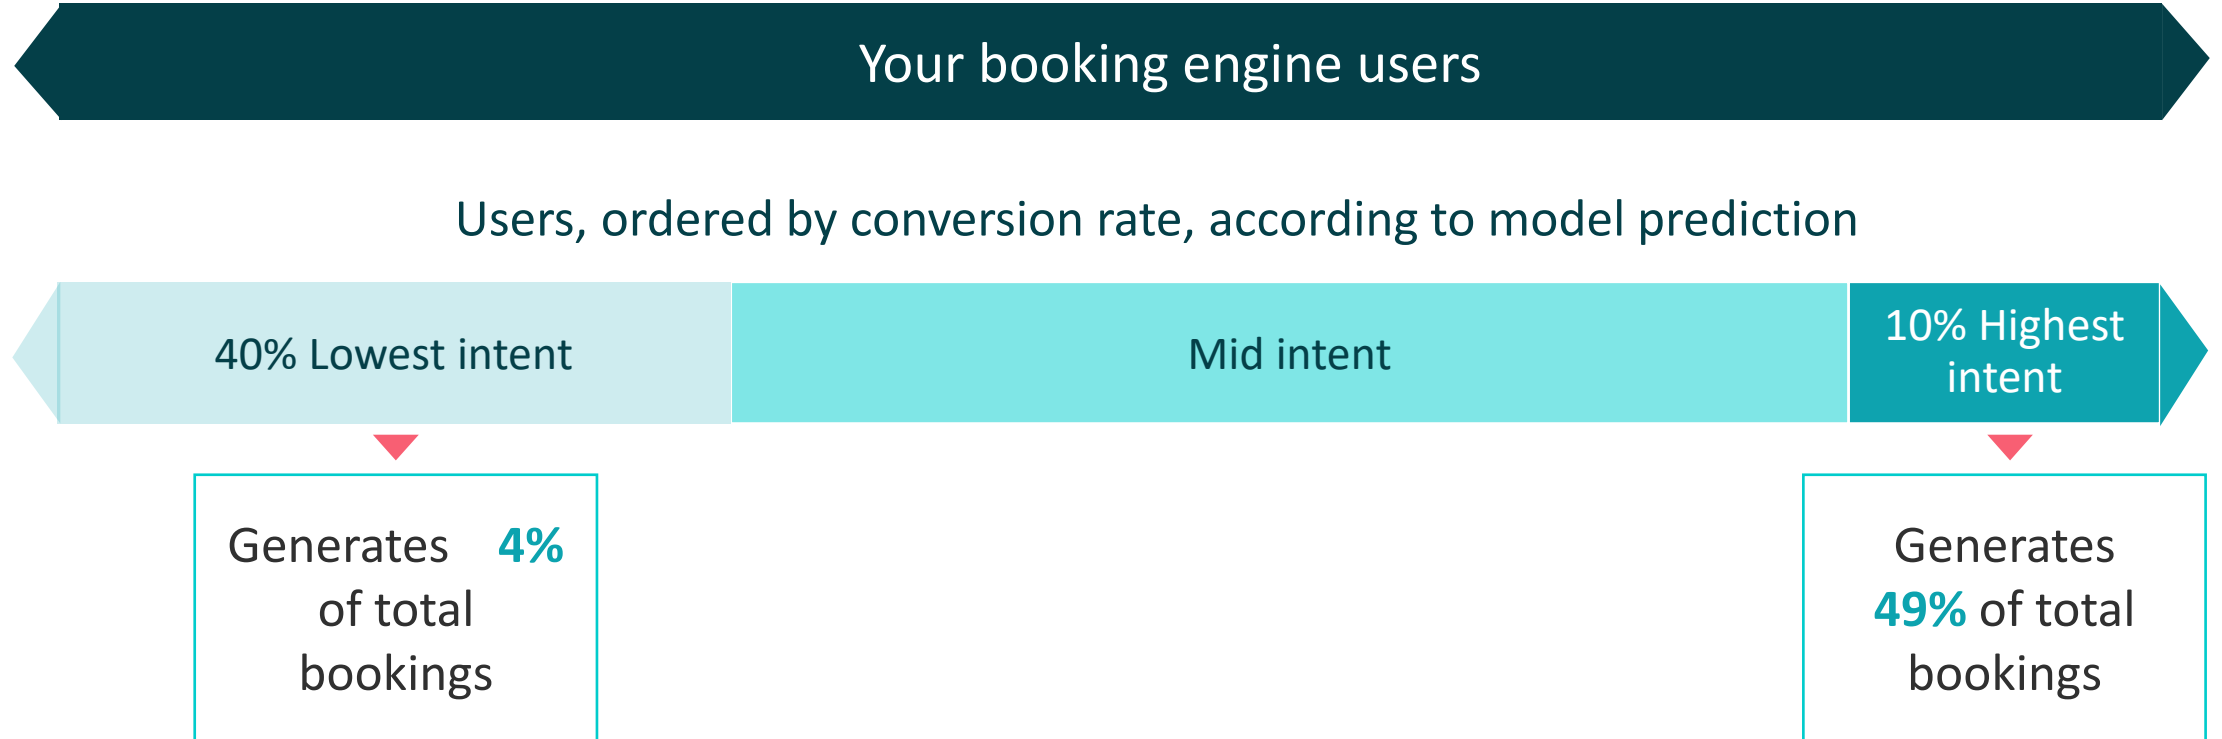 Your booking engine users
Users, ordered by conversion rate, according to model prediction
40% Lowest intent
Mid intent
10% Highest
intent
Generates 4%
of total
bookings
Generates
49% of total
bookings